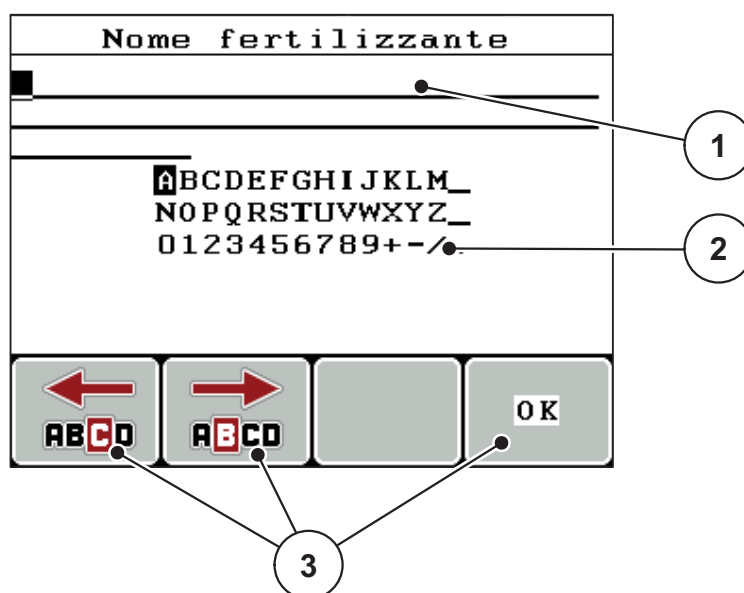 Nome fertilizzante
1
ABCDEFGHIJKLM_
NOPQRSTUVWXYZ_
0123456789+-/.
2
ABCD ABCD OK
3